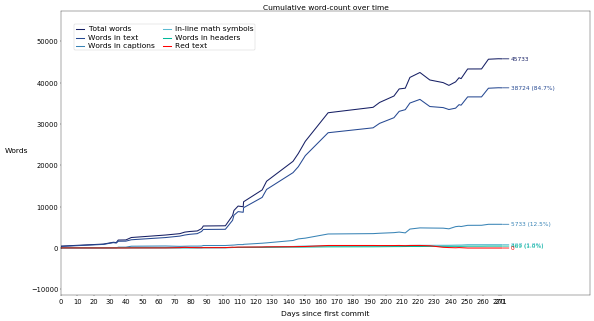 Cumulative word-count over time
Total words
Words in text
Words in captions
In-line math symbols
Words in headers
Red text
50000
40000
30000
20000
10000
0
−10000
Words
45733
38724 (84.7%)
5733 (12.5%)
(1.0%)
0 10 20 30 40 50 60 70 80 90 100 110 120 130 140 150 160 170 180 190 200 210 220 230 240 250 260 271
Days since first commit